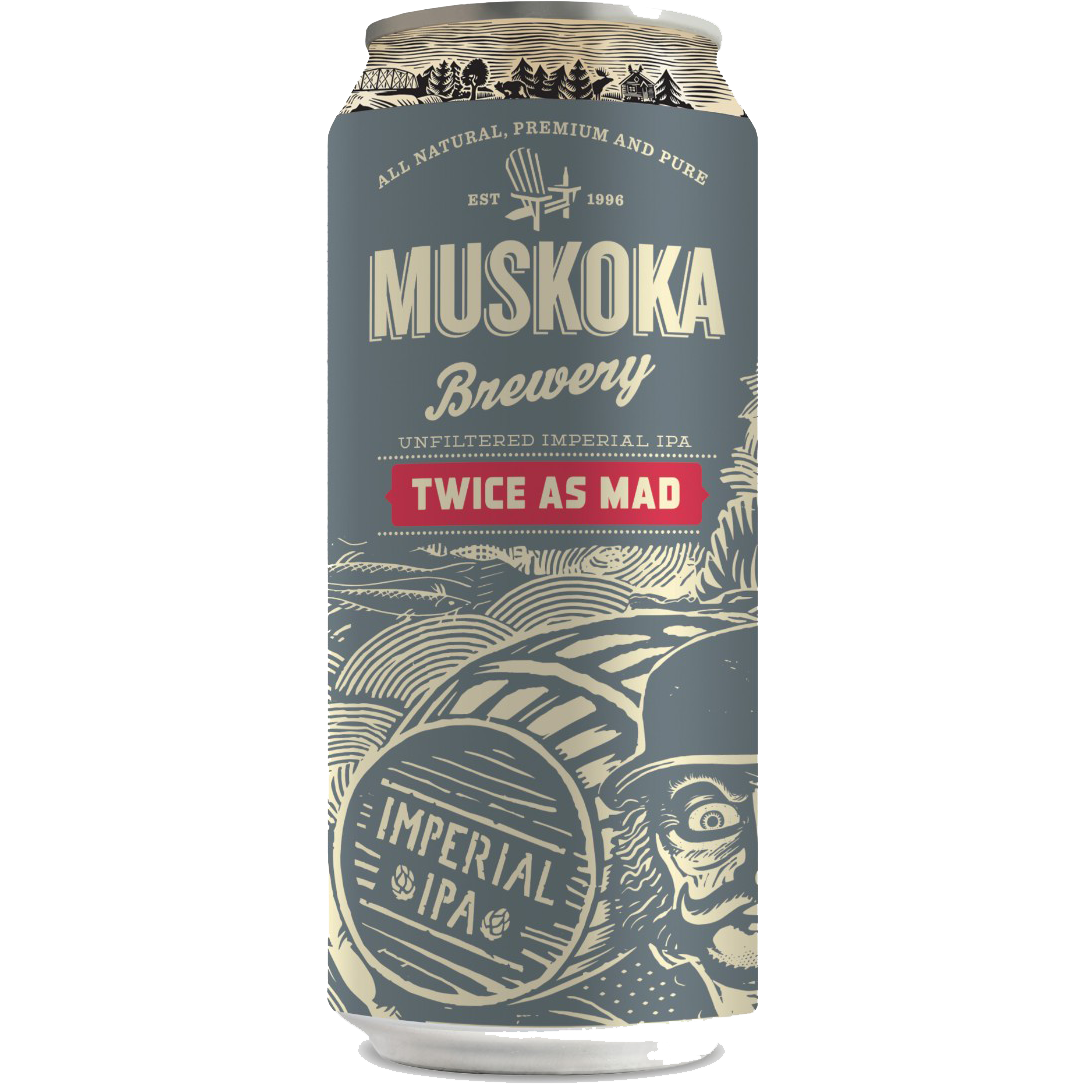 ALL NATURAL, PREMIUM AND PURE
EST 1996
MUSKOKA
Brewery
UNFILTERED IMPERIAL IPA
TWICE AS MAD
IMPERIAL
IPA